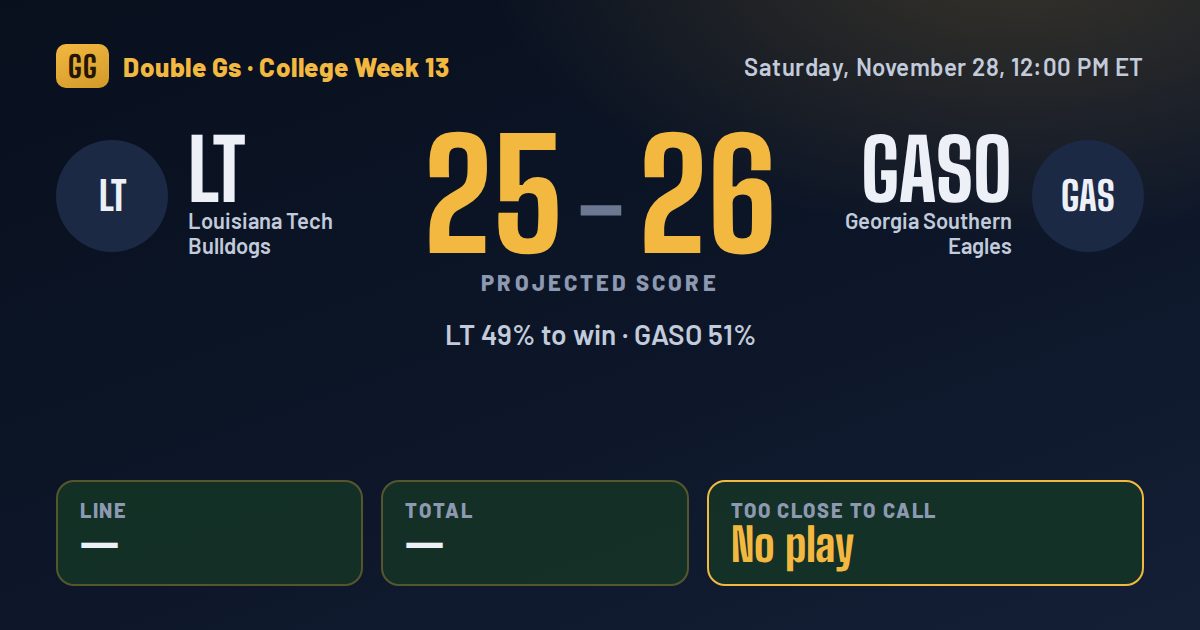 GG
Double Gs · College Week 13
Saturday, November 28, 12:00 PM ET
LT
LT
Louisiana Tech
Bulldogs
25 – 26
PROJECTED SCORE
LT 49% to win · GASO 51%
GASO
Georgia Southern
Eagles
GAS
LINE
—
TOTAL
—
TOO CLOSE TO CALL
No play